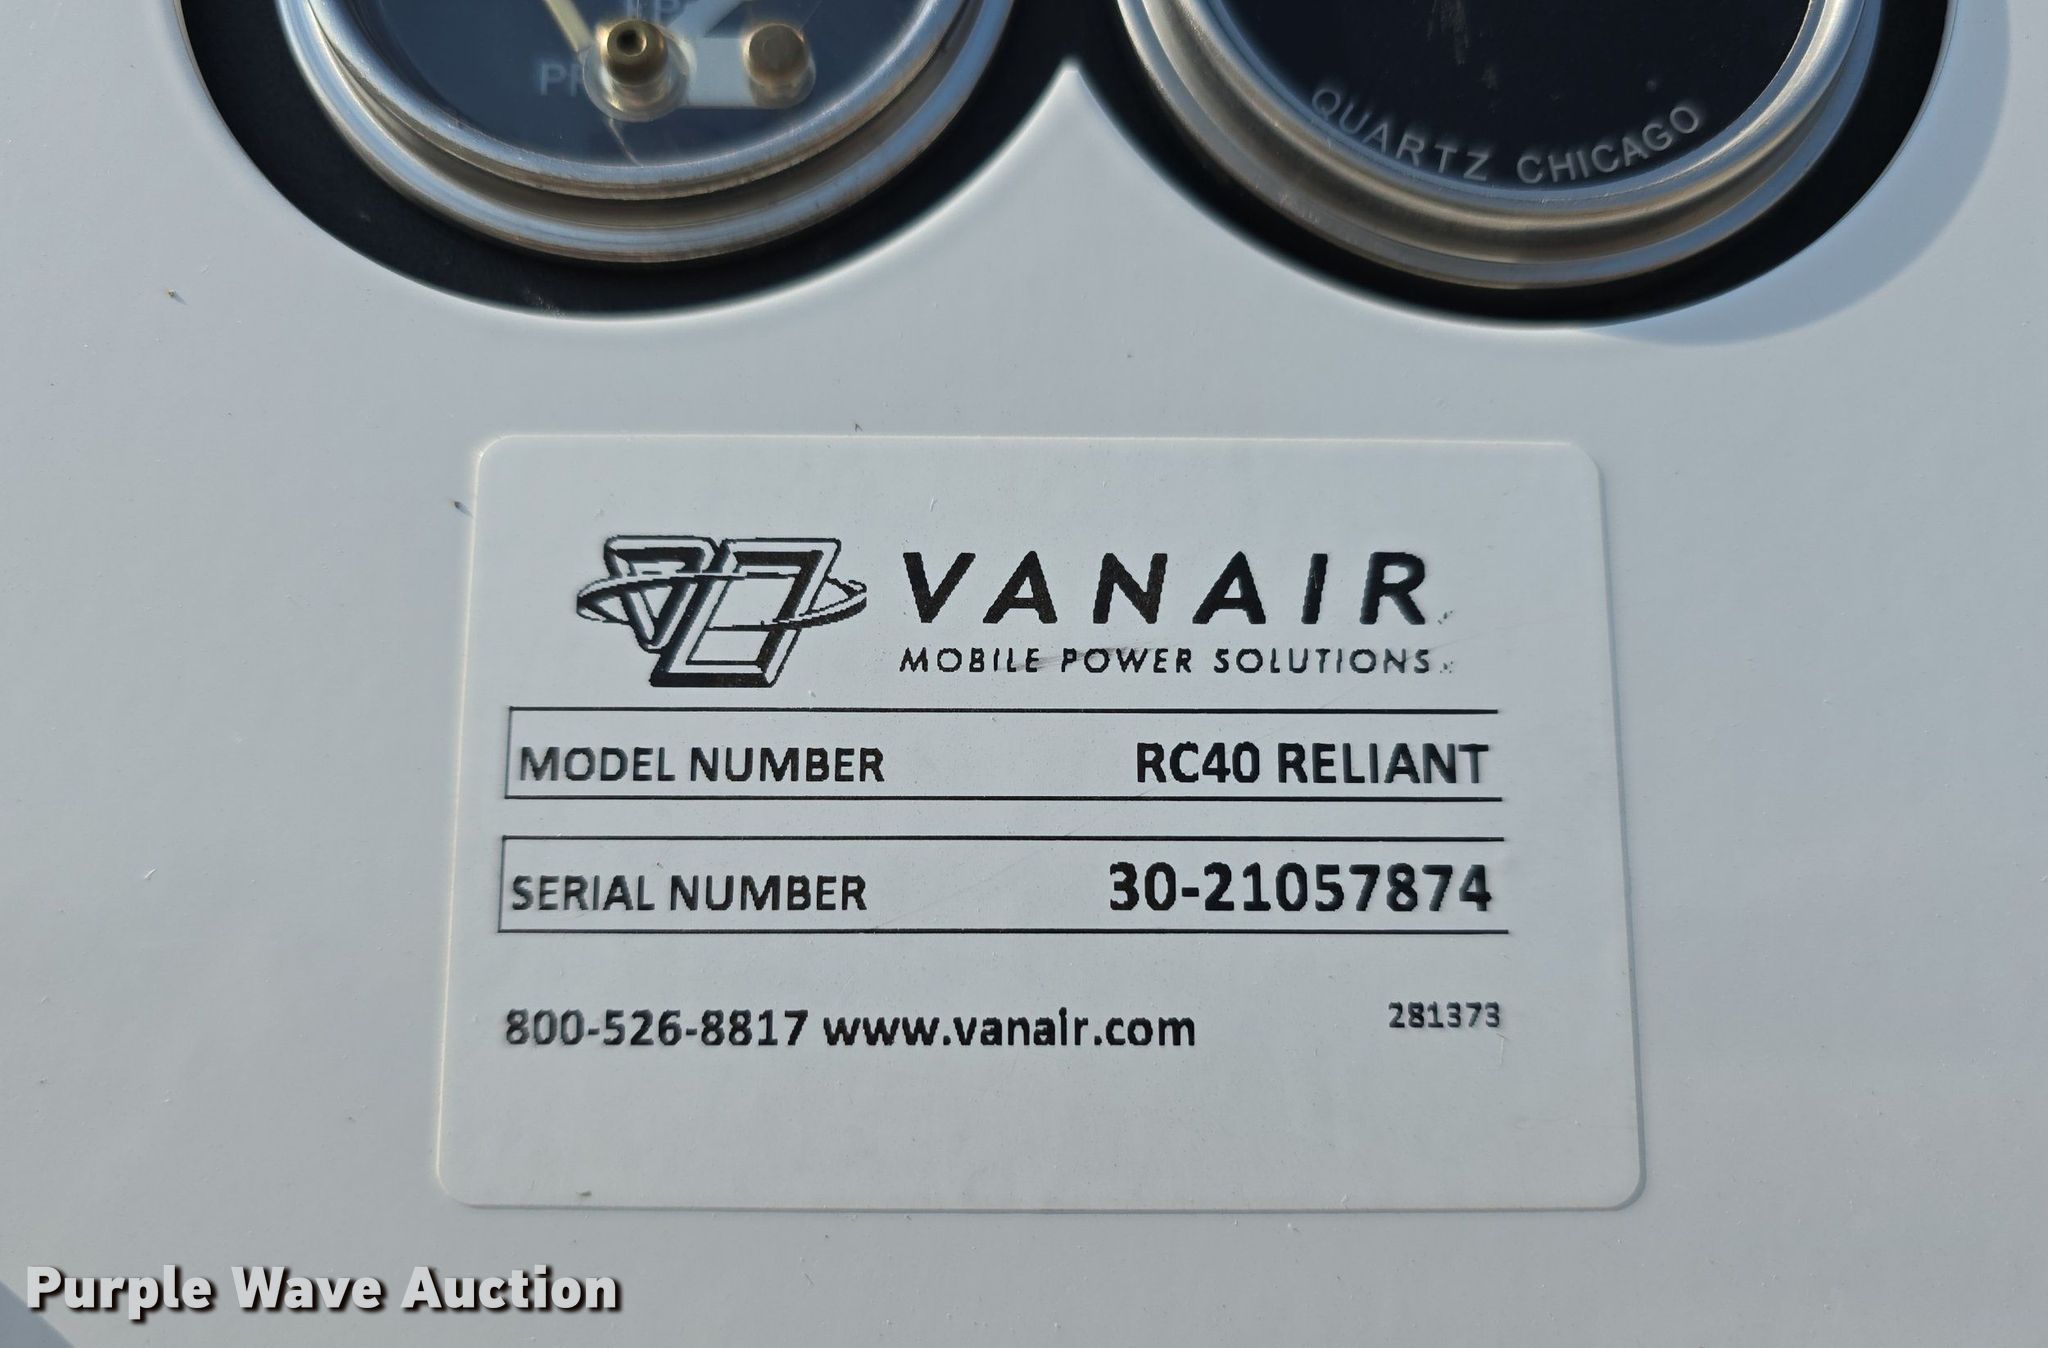 QUARTZ CHICAGO
VANAIR
MOBILE POWER SOLUTIONS
MODEL NUMBER RC40 RELIANT
SERIAL NUMBER 30-21057874
800-526-8817 www.vanair.com 281373
Purple Wave Auction